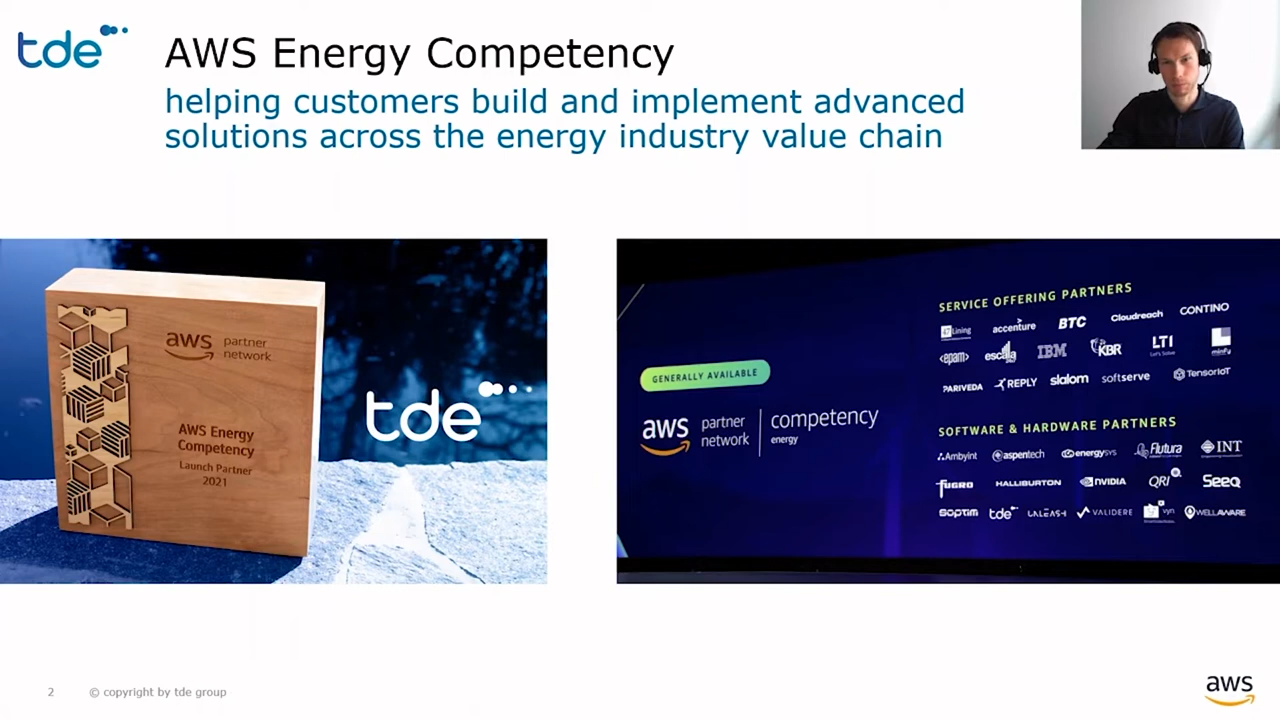 tde
AWS Energy Competency
helping customers build and implement advanced
solutions across the energy industry value chain
aws partner
network
AWS Energy
Competency
Launch Partner
2021
tde
GENERALLY AVAILABLE
aws partner network competency
energy
SERVICE OFFERING PARTNERS
47Lining accenture BTC Cloudreach CONTINO
<epam> escala IBM KBR LTI Let's Solve minfy
PARIVEDA REPLY slalom softserve TensorIoT
SOFTWARE & HARDWARE PARTNERS
Ambyint aspentech energysys Flutura INT
FUGRO HALLIBURTON NVIDIA QRI Seeq
SOPTIM tde VALIDERE vyn WELLAWARE
2 © copyright by tde group
aws